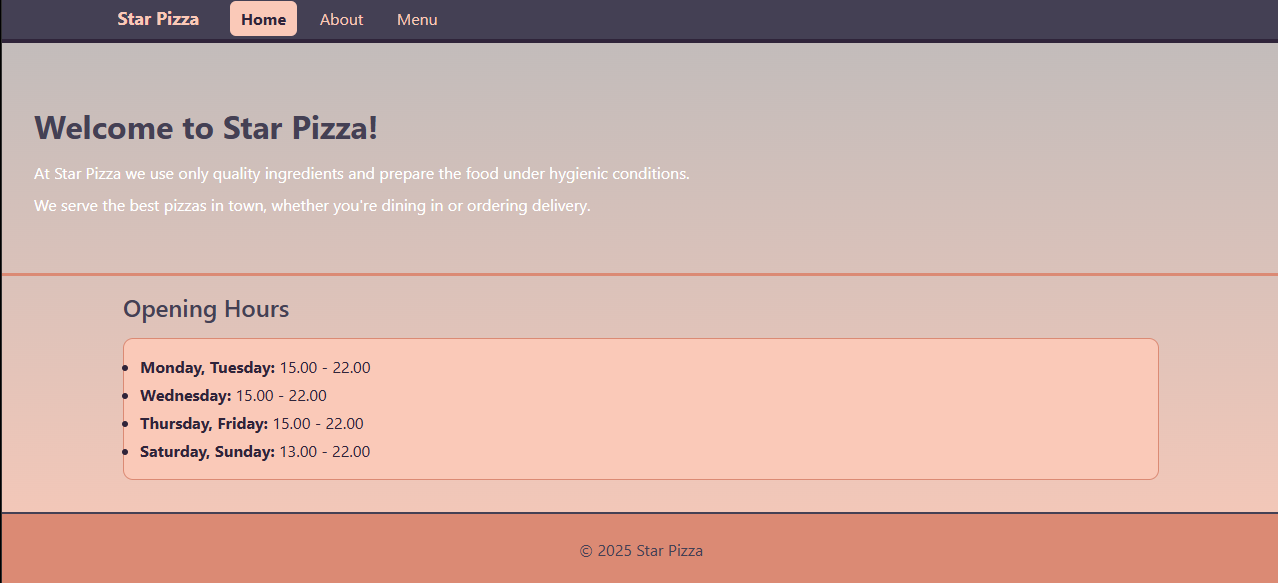 Star Pizza Home About Menu
Welcome to Star Pizza!
At Star Pizza we use only quality ingredients and prepare the food under hygienic conditions.
We serve the best pizzas in town, whether you're dining in or ordering delivery.
Opening Hours
Monday, Tuesday: 15.00 - 22.00
Wednesday: 15.00 - 22.00
Thursday, Friday: 15.00 - 22.00
Saturday, Sunday: 13.00 - 22.00
© 2025 Star Pizza